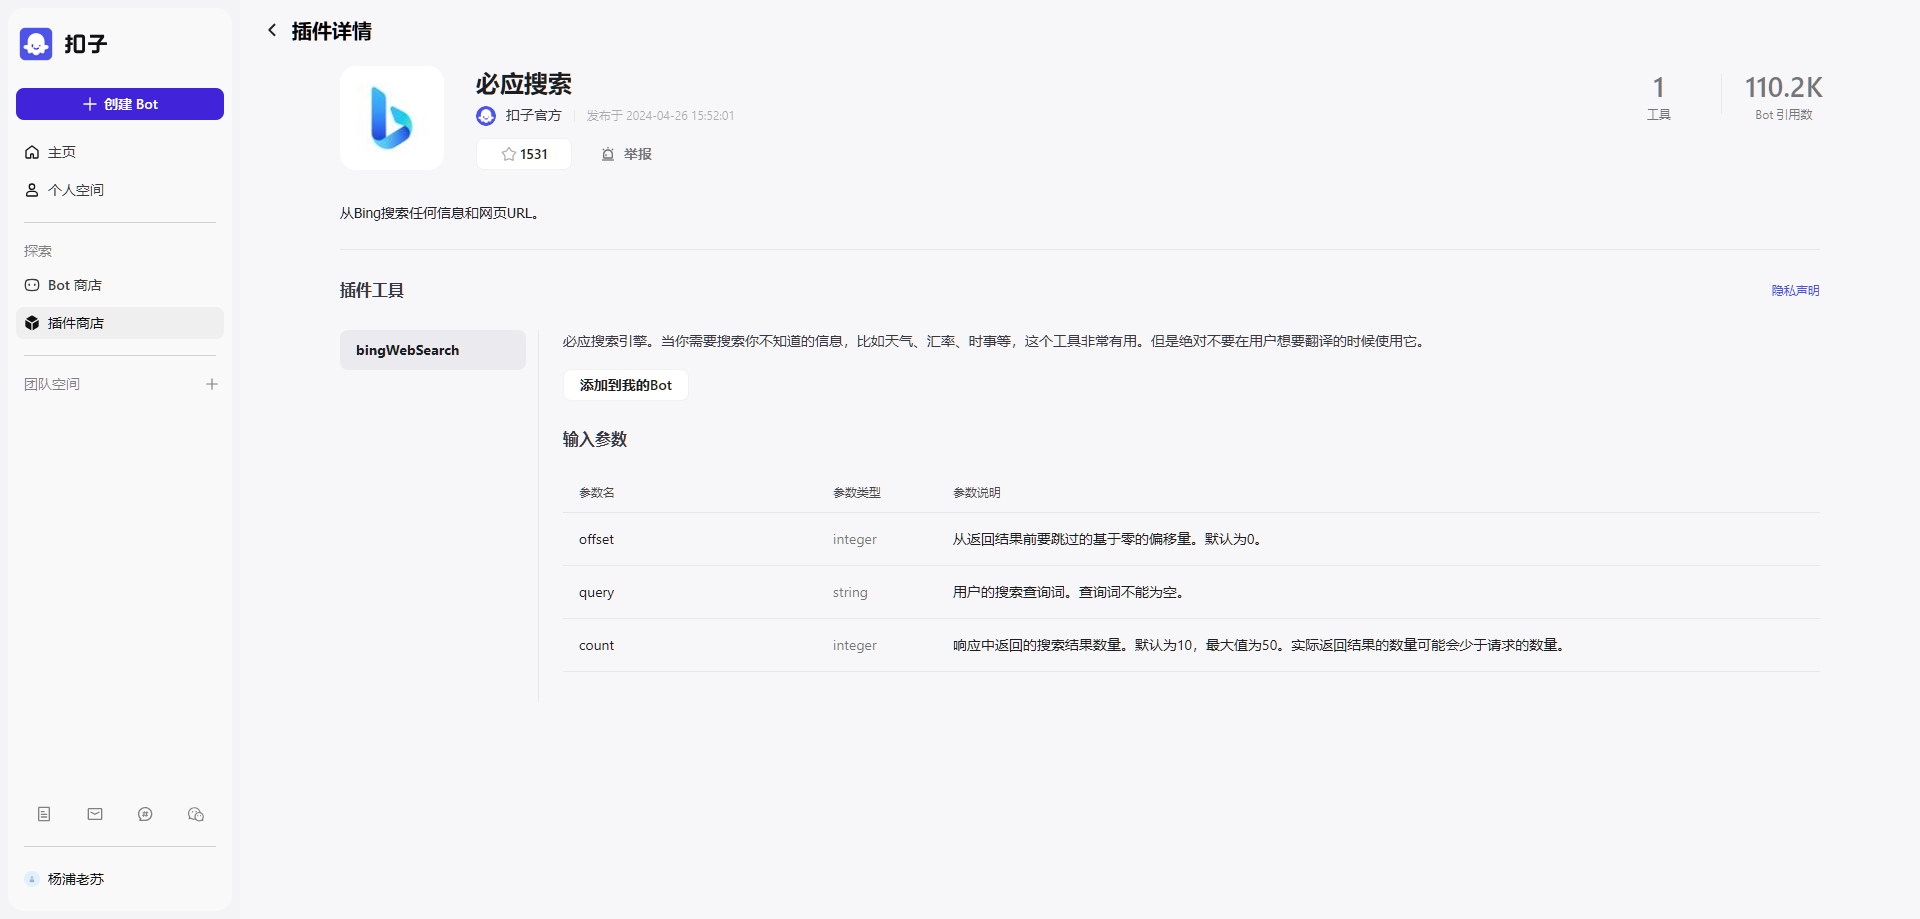 扣子
创建 Bot
主页
个人空间
探索
Bot 商店
插件商店
团队空间
杨浦老苏
插件详情
必应搜索
扣子官方 发布于 2024-04-26 15:52:01
1531 举报
1
工具
110.2K
Bot 引用数
从Bing搜索任何信息和网页URL。
插件工具
隐私声明
bingWebSearch
必应搜索引擎。当你需要搜索你不知道的信息，比如天气、汇率、时事等，这个工具非常有用。但是绝对不要在用户想要翻译的时候使用它。
添加到我的Bot
输入参数
参数名 参数类型 参数说明
offset integer 从返回结果前要跳过的基于零的偏移量。默认为0。
query string 用户的搜索查询词。查询词不能为空。
count integer 响应中返回的搜索结果数量。默认为10，最大值为50。实际返回结果的数量可能会少于请求的数量。